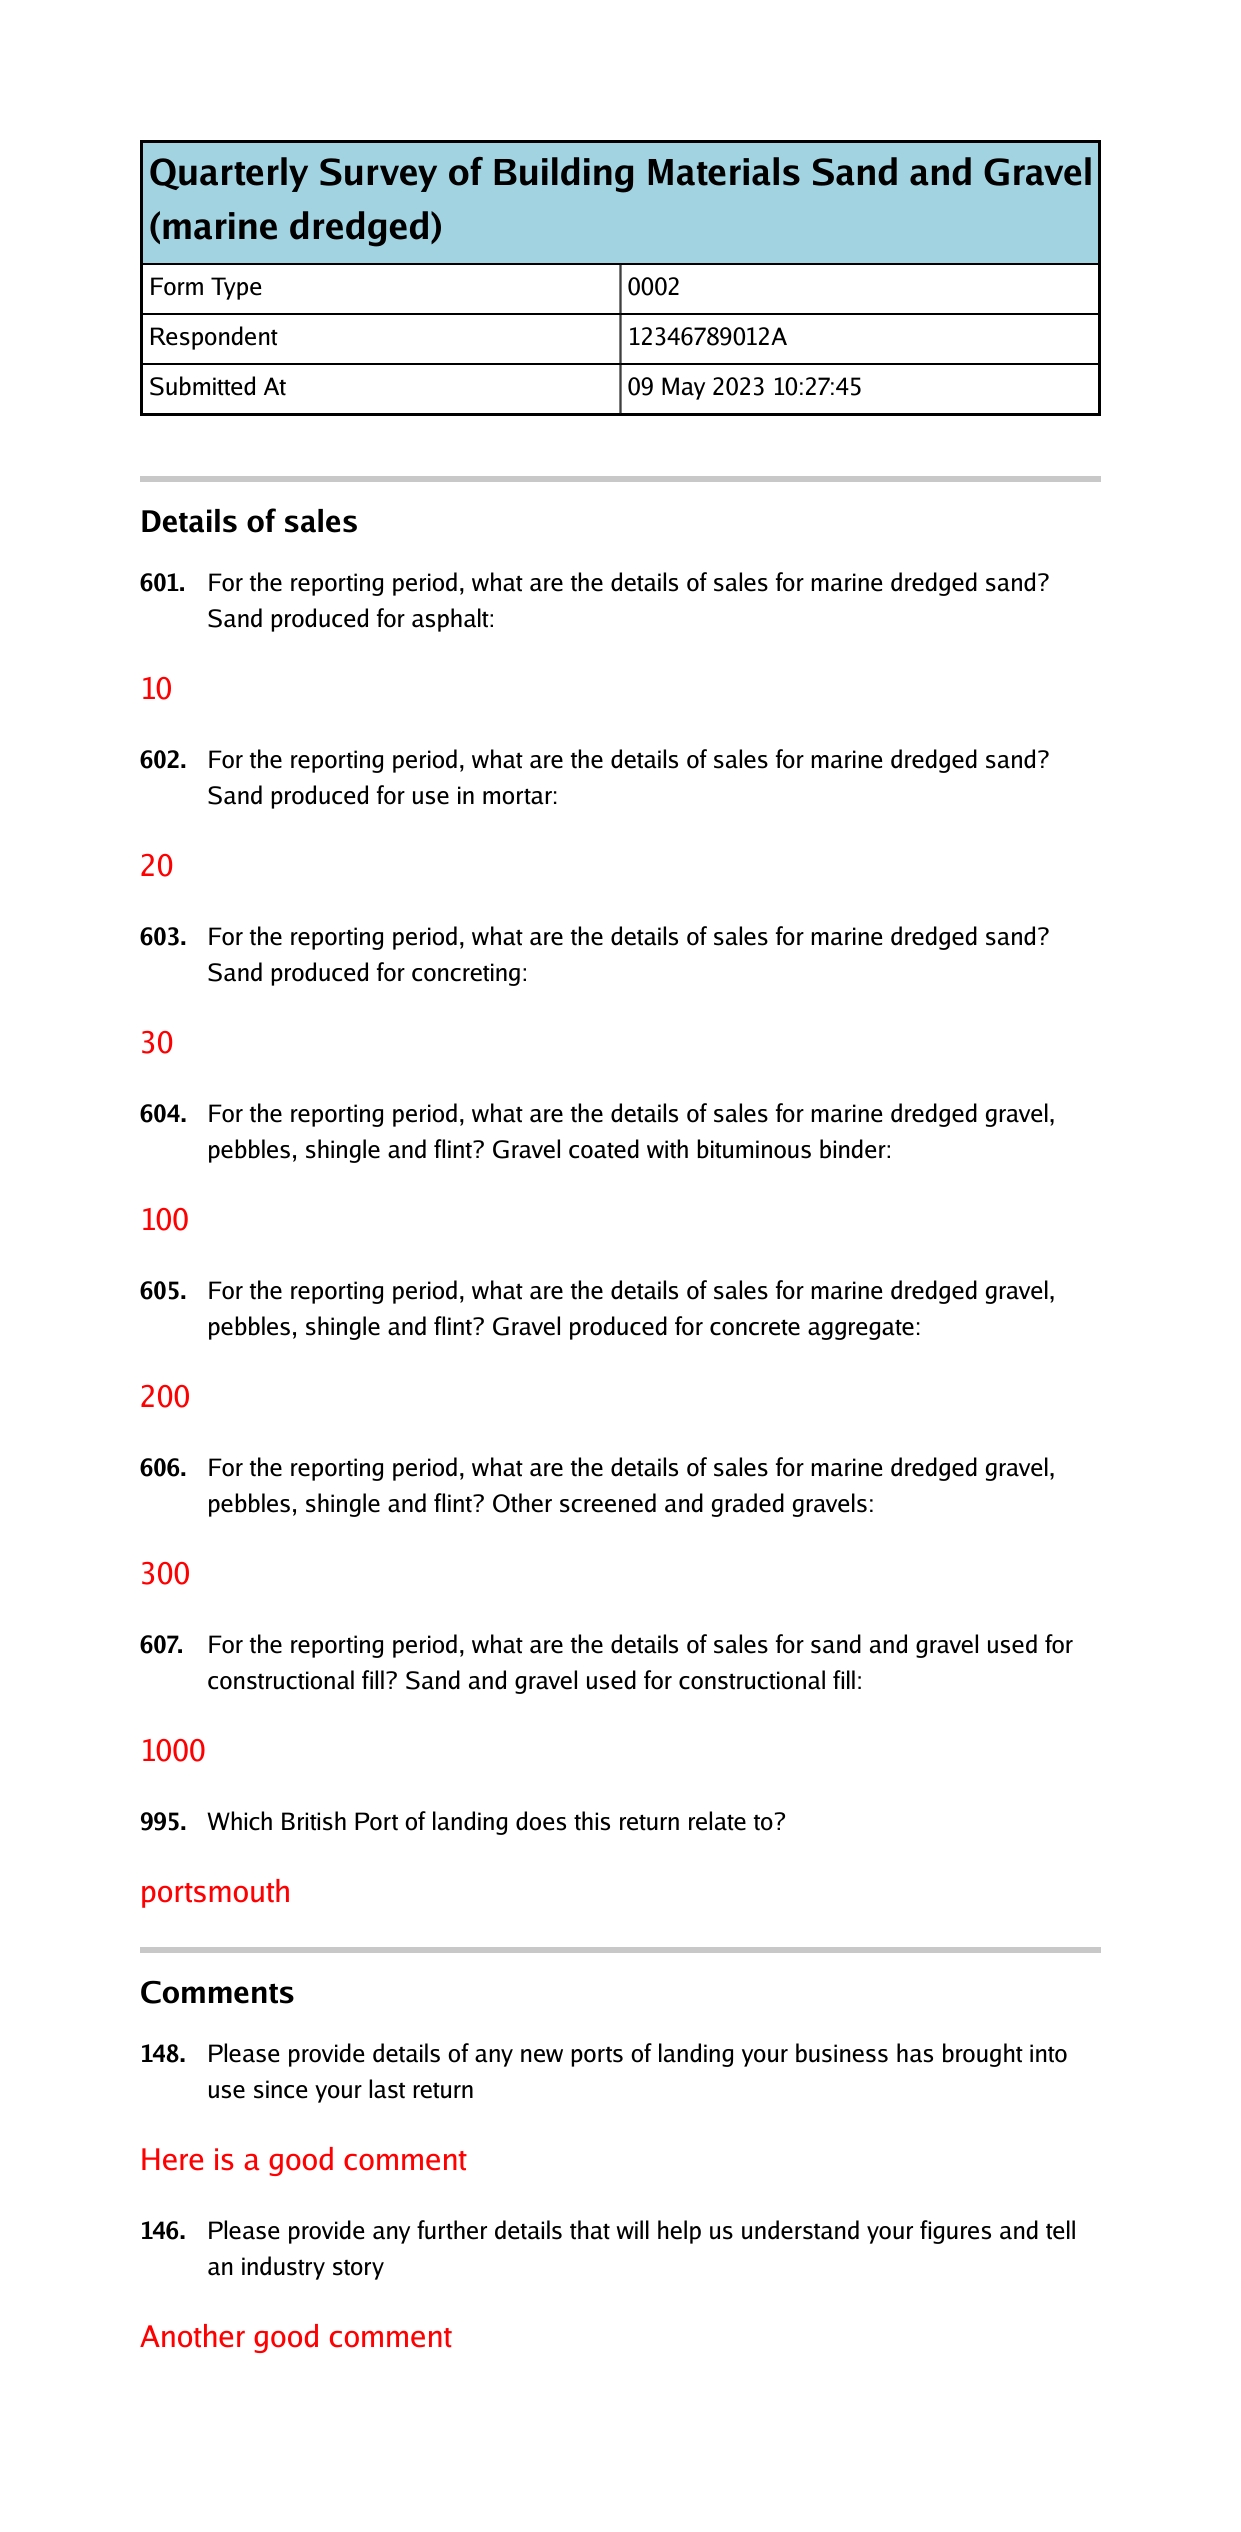 Quarterly Survey of Building Materials Sand and Gravel
(marine dredged)
Form Type 0002
Respondent 12346789012A
Submitted At 09 May 2023 10:27:45
Details of sales
601. For the reporting period, what are the details of sales for marine dredged sand?
Sand produced for asphalt:
10
602. For the reporting period, what are the details of sales for marine dredged sand?
Sand produced for use in mortar:
20
603. For the reporting period, what are the details of sales for marine dredged sand?
Sand produced for concreting:
30
604. For the reporting period, what are the details of sales for marine dredged gravel,
pebbles, shingle and flint? Gravel coated with bituminous binder:
100
605. For the reporting period, what are the details of sales for marine dredged gravel,
pebbles, shingle and flint? Gravel produced for concrete aggregate:
200
606. For the reporting period, what are the details of sales for marine dredged gravel,
pebbles, shingle and flint? Other screened and graded gravels:
300
607. For the reporting period, what are the details of sales for sand and gravel used for
constructional fill? Sand and gravel used for constructional fill:
1000
995. Which British Port of landing does this return relate to?
portsmouth
Comments
148. Please provide details of any new ports of landing your business has brought into
use since your last return
Here is a good comment
146. Please provide any further details that will help us understand your figures and tell
an industry story
Another good comment